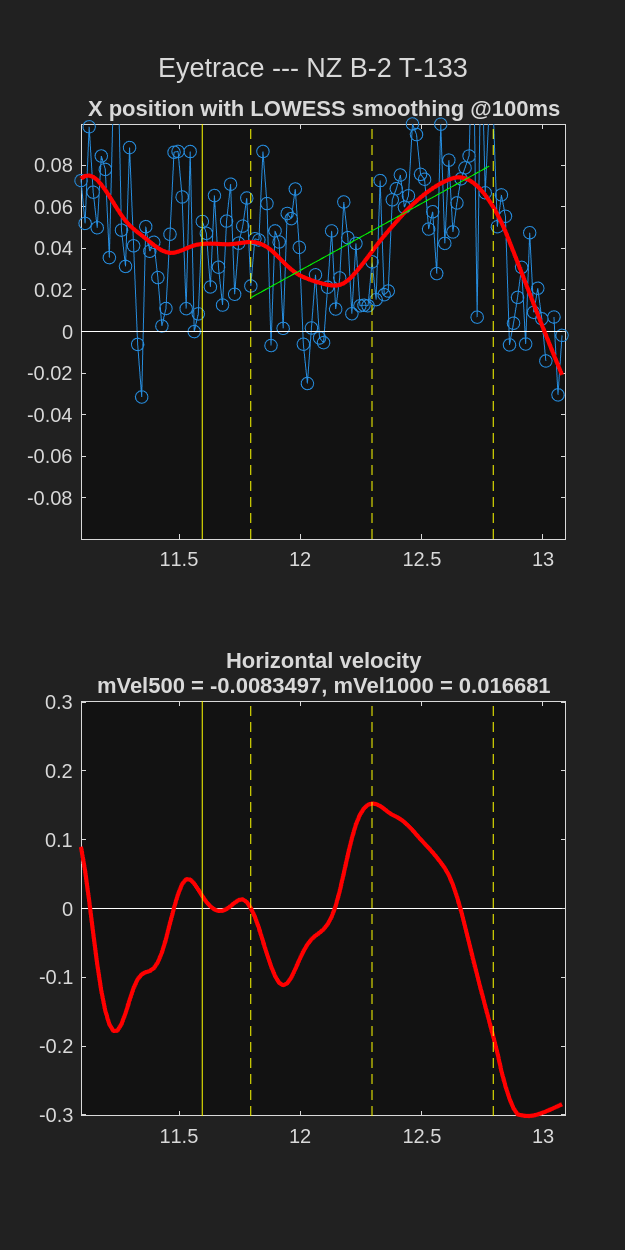 Eyetrace --- NZ B-2 T-133
X position with LOWESS smoothing @100ms
0.08
0.06
0.04
0.02
0
-0.02
-0.04
-0.06
-0.08
11.5 12 12.5 13
Horizontal velocity
mVel500 = -0.0083497, mVel1000 = 0.016681
0.3
0.2
0.1
0
-0.1
-0.2
-0.3
11.5 12 12.5 13